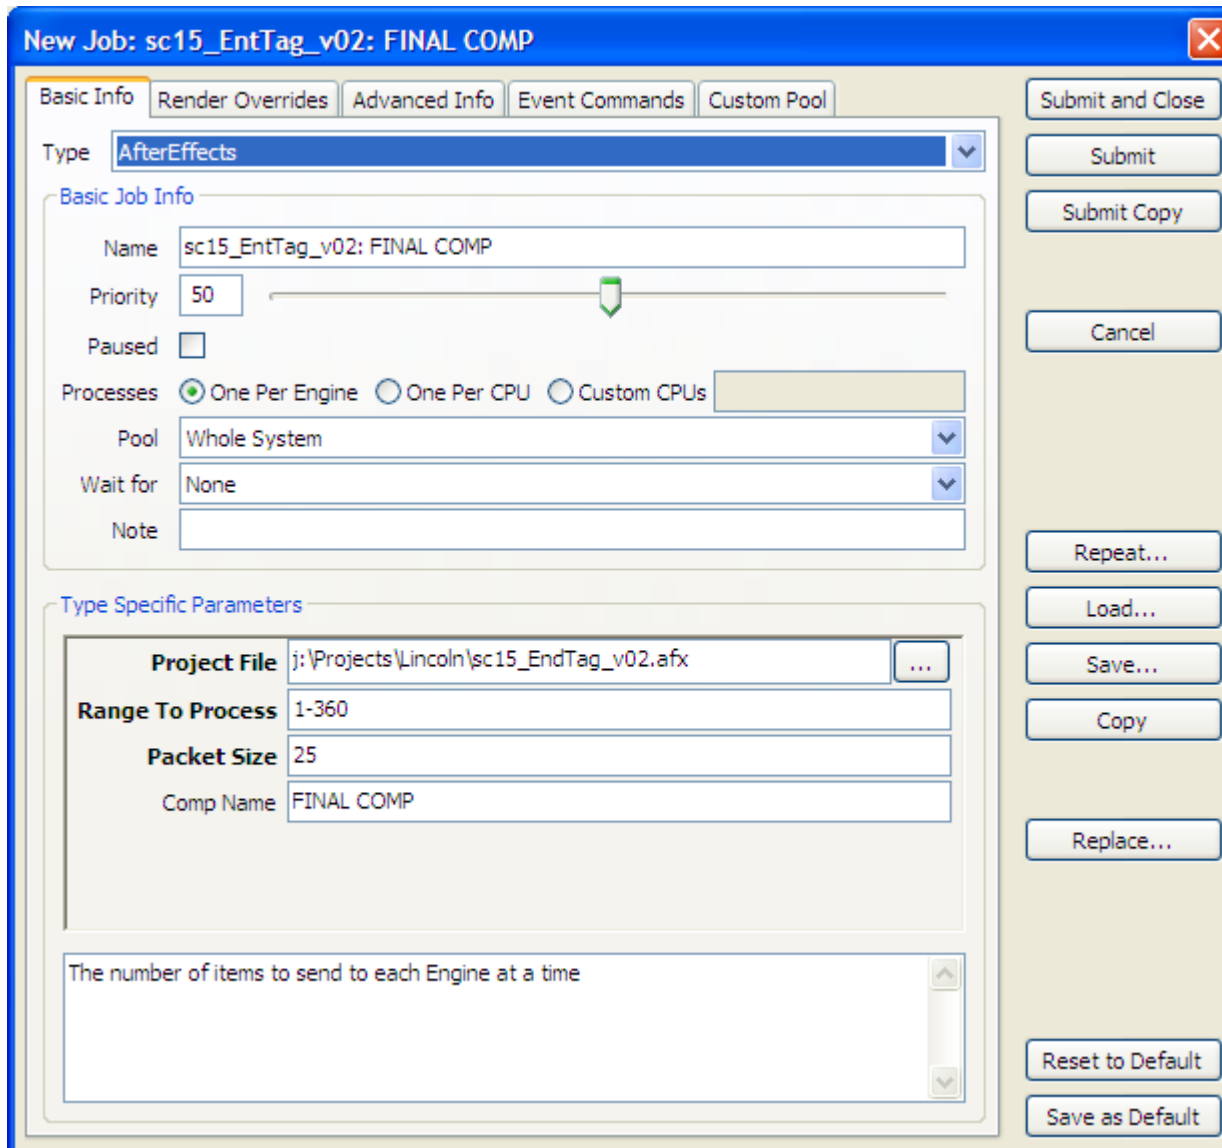 New Job: sc15_EntTag_v02: FINAL COMP
Basic Info Render Overrides Advanced Info Event Commands Custom Pool
Submit and Close
Type AfterEffects
Submit
Basic Job Info
Submit Copy
Name sc15_EntTag_v02: FINAL COMP
Priority 50
Cancel
Paused
Processes One Per Engine One Per CPU Custom CPUs
Pool Whole System
Wait for None
Note
Repeat...
Load...
Type Specific Parameters
Project File j:\Projects\Lincoln\sc15_EndTag_v02.afx ...
Save...
Range To Process 1-360
Copy
Packet Size 25
Comp Name FINAL COMP
Replace...
The number of items to send to each Engine at a time
Reset to Default
Save as Default